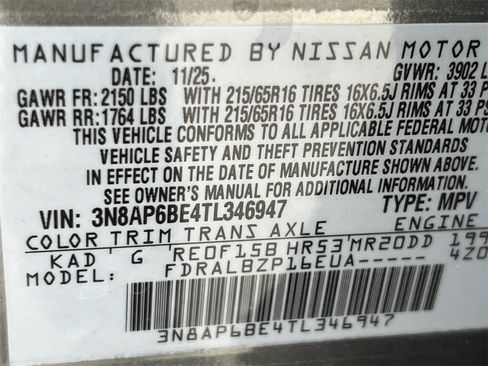 MANUFACTURED BY NISSAN MOTOR
DATE: 11/25. GVWR: 3902 L
GAWR FR: 2150 LBS WITH 215/65R16 TIRES 16X6.5J RIMS AT 33 P
GAWR RR: 1764 LBS WITH 215/65R16 TIRES 16X6.5J RIMS AT 33 P
THIS VEHICLE CONFORMS TO ALL APPLICABLE FEDERAL MOTO
VEHICLE SAFETY AND THEFT PREVENTION STANDARDS
IN EFFECT ON THE DATE OF MANUFACTURE SHOWN ABOVE.
SEE OWNER'S MANUAL FOR ADDITIONAL INFORMATION.
VIN: 3N8AP6BE4TL346947 TYPE: MPV
COLOR TRIM TRANS AXLE ENGINE
KAD G RE0F15B HR53 MR20DD 199
MODEL: FDRALBZP16EUA----- 4Z0
3N8AP6BE4TL346947